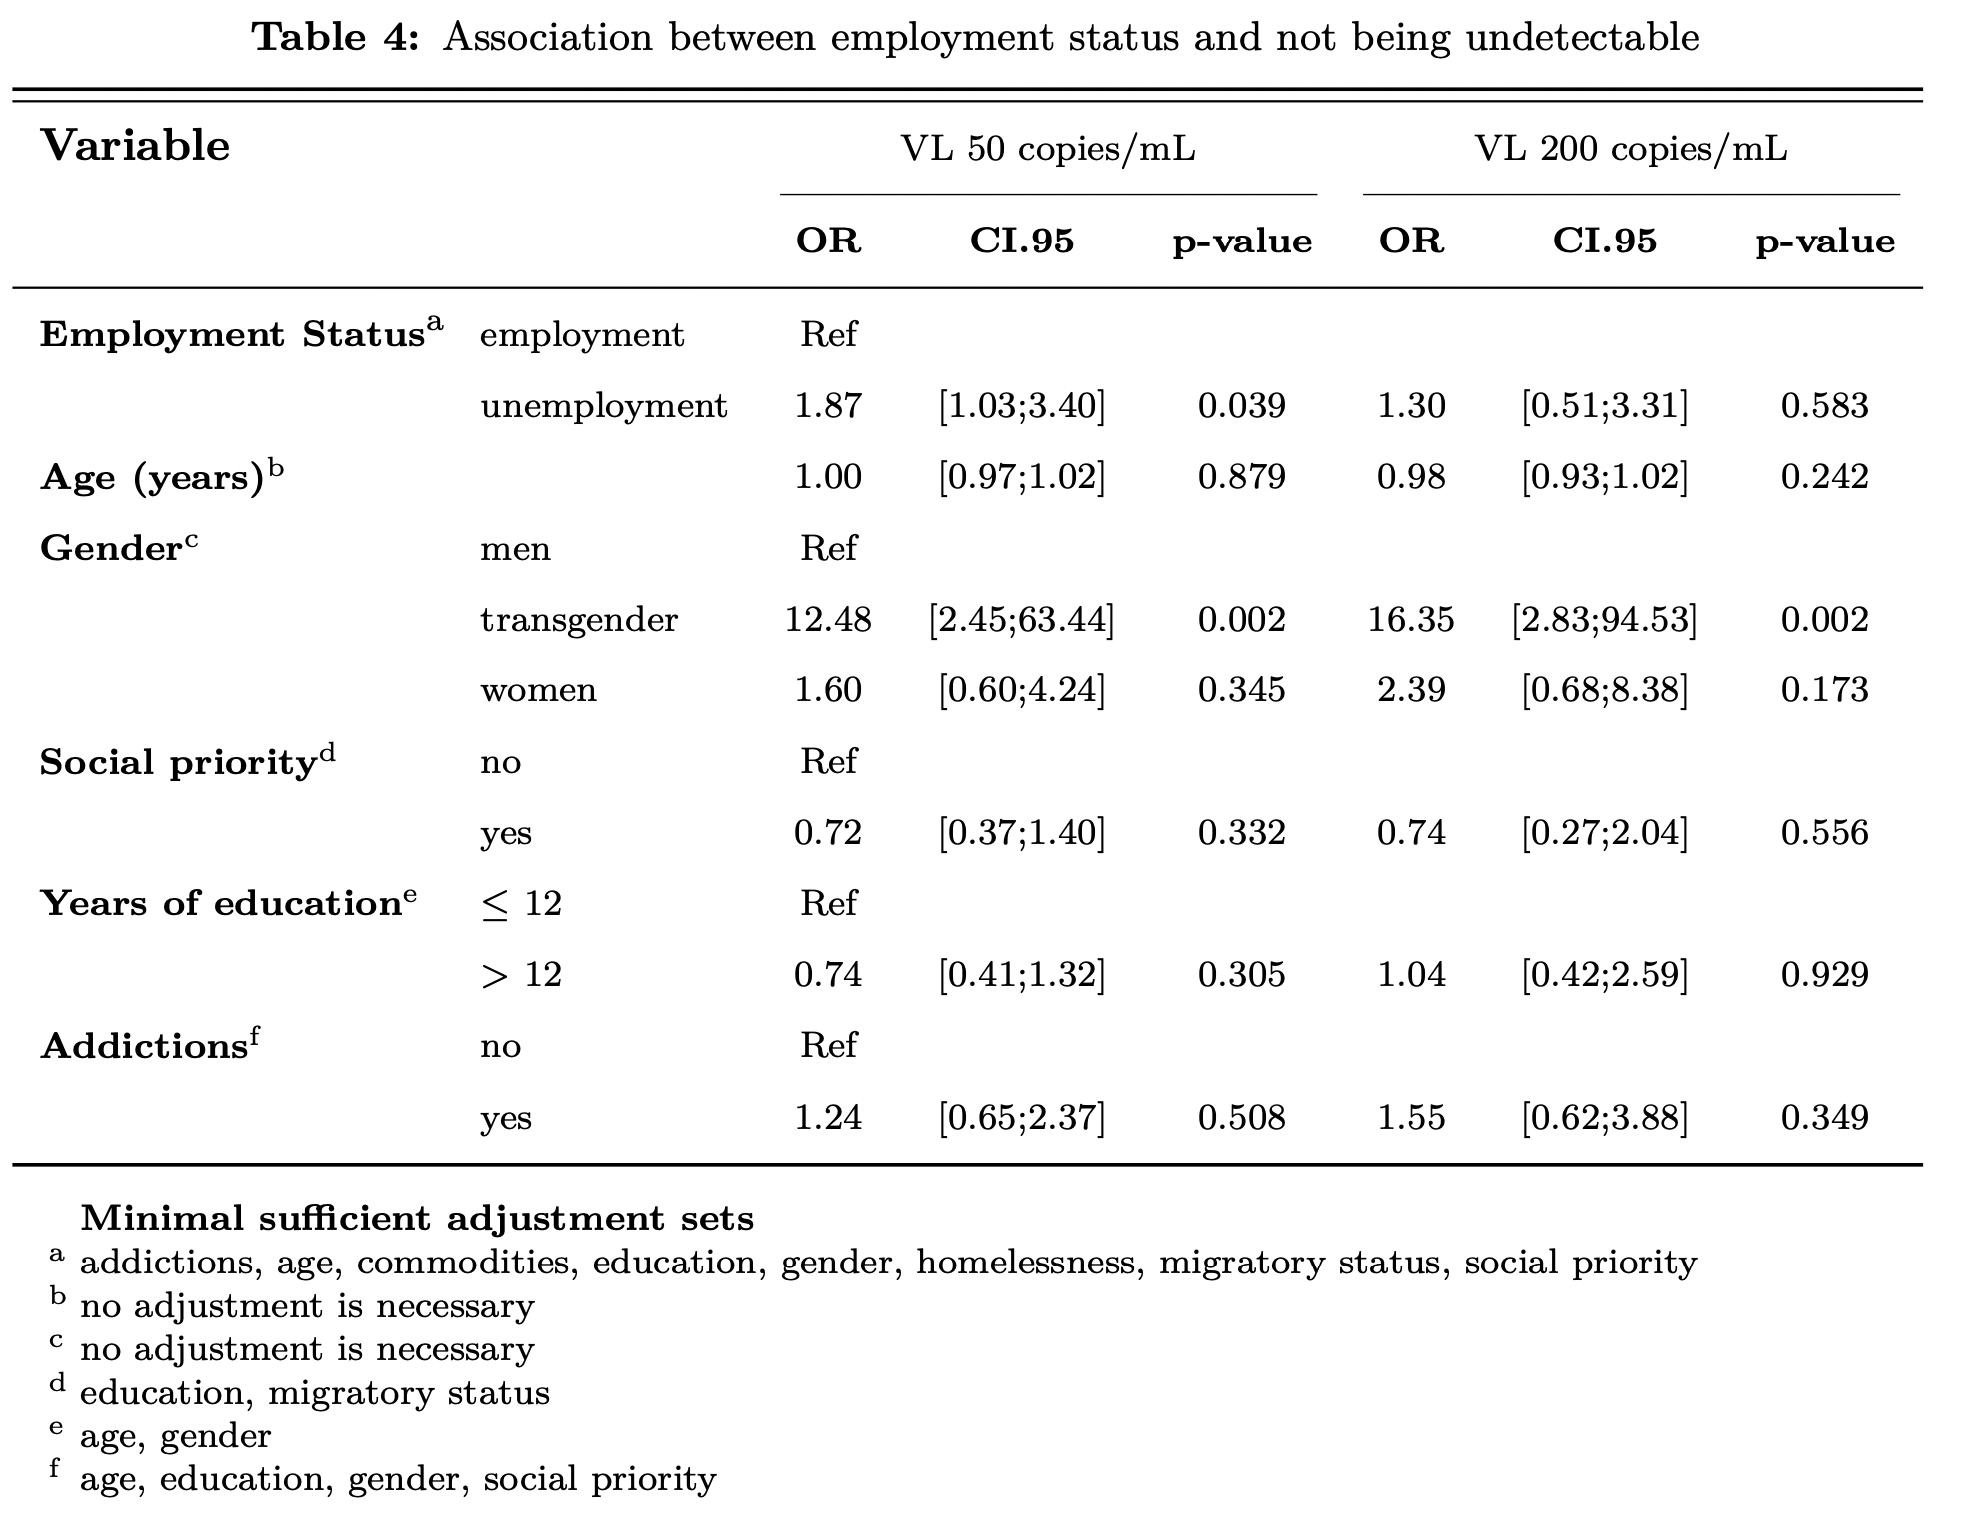 Table 4: Association between employment status and not being undetectable
Variable VL 50 copies/mL VL 200 copies/mL
OR CI.95 p-value OR CI.95 p-value
Employment Statusᵃ employment Ref
unemployment 1.87 [1.03;3.40] 0.039 1.30 [0.51;3.31] 0.583
Age (years)ᵇ 1.00 [0.97;1.02] 0.879 0.98 [0.93;1.02] 0.242
Genderᶜ men Ref
transgender 12.48 [2.45;63.44] 0.002 16.35 [2.83;94.53] 0.002
women 1.60 [0.60;4.24] 0.345 2.39 [0.68;8.38] 0.173
Social priorityᵈ no Ref
yes 0.72 [0.37;1.40] 0.332 0.74 [0.27;2.04] 0.556
Years of educationᵉ ≤ 12 Ref
> 12 0.74 [0.41;1.32] 0.305 1.04 [0.42;2.59] 0.929
Addictionsᶠ no Ref
yes 1.24 [0.65;2.37] 0.508 1.55 [0.62;3.88] 0.349
Minimal sufficient adjustment sets
ᵃ addictions, age, commodities, education, gender, homelessness, migratory status, social priority
ᵇ no adjustment is necessary
ᶜ no adjustment is necessary
ᵈ education, migratory status
ᵉ age, gender
ᶠ age, education, gender, social priority